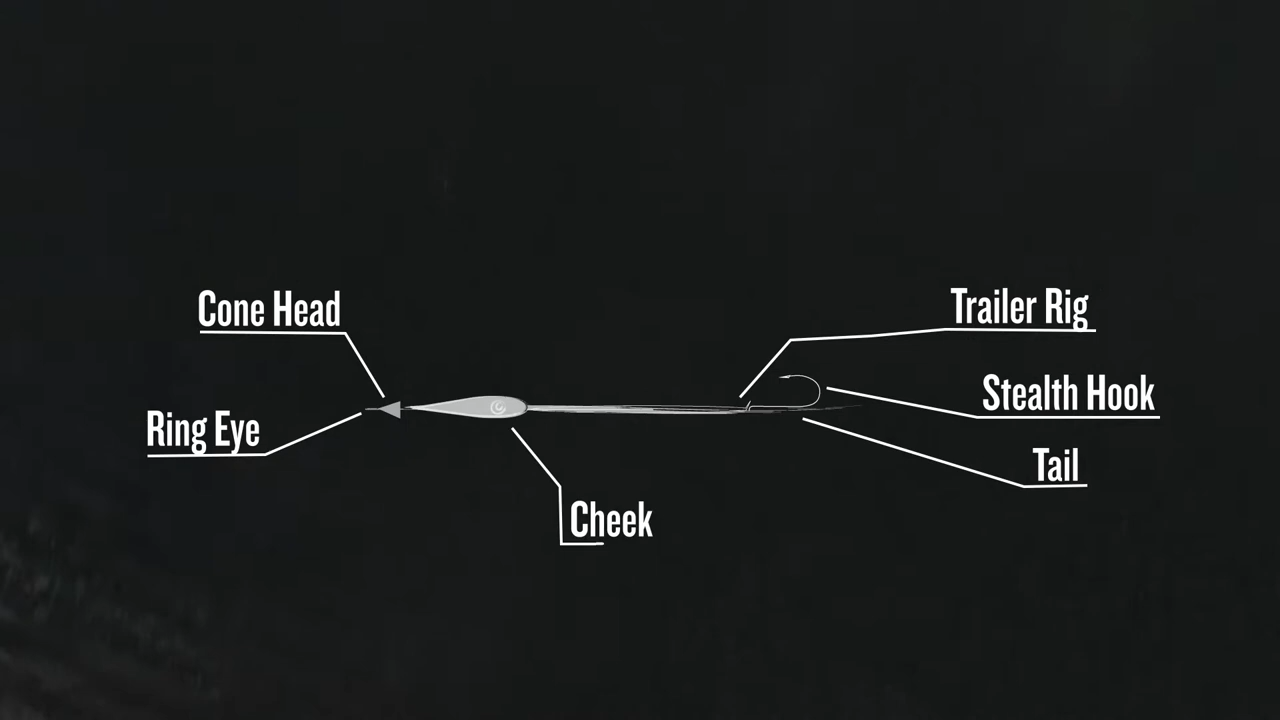 Cone Head
Trailer Rig
Stealth Hook
Ring Eye
Tail
Cheek